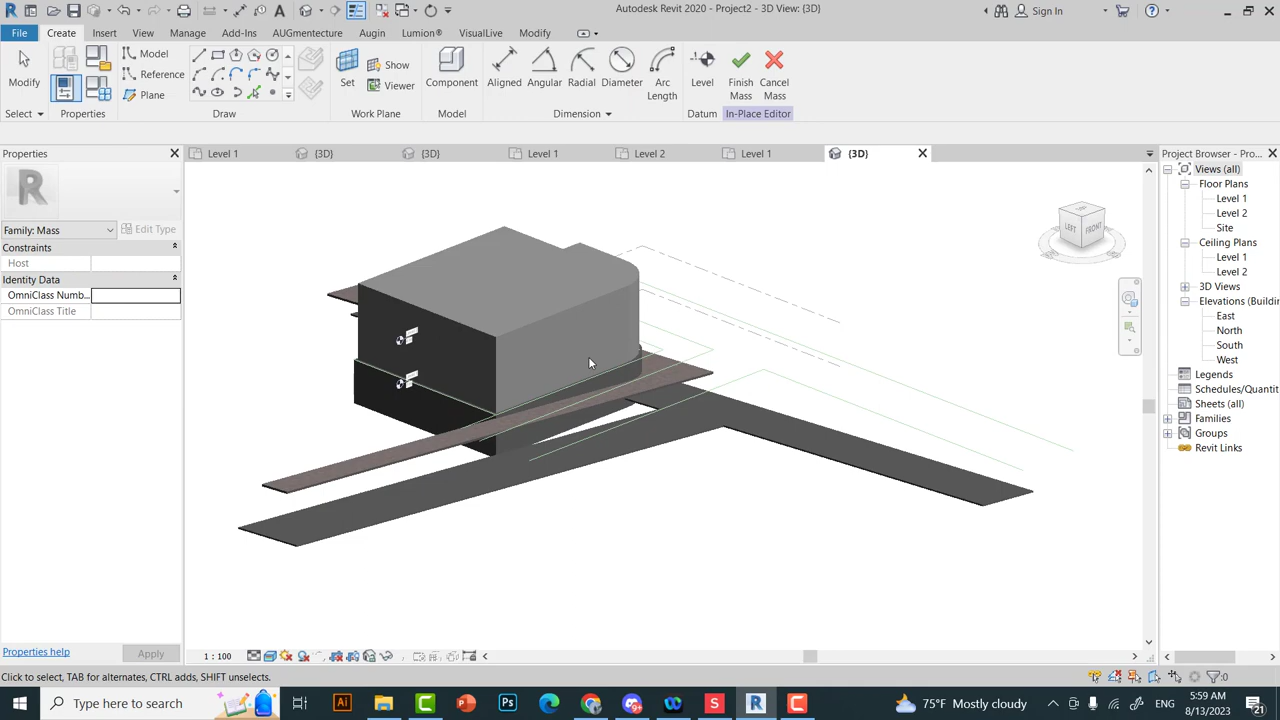 Autodesk Revit 2020 - Project2 - 3D View: {3D}
Sign In
File Create Insert View Manage Add-Ins AUGmentecture Augin Lumion® VisualLive Modify
Modify
Model
Reference
Plane
Set
Show
Viewer
Component
Aligned Angular Radial Diameter Arc Length
Level
Finish Mass
Cancel Mass
Select Properties Draw Work Plane Model Dimension Datum In-Place Editor
Properties
Level 1 {3D} {3D} Level 1 Level 2 Level 1 {3D}
Project Browser - Pro...
R
Family: Mass
Edit Type
Constraints
Host
Identity Data
OmniClass Numb...
OmniClass Title
LEFT FRONT
Views (all)
Floor Plans
Level 1
Level 2
Site
Ceiling Plans
Level 1
Level 2
3D Views
Elevations (Buildin
East
North
South
West
Legends
Schedules/Quantit
Sheets (all)
Families
Groups
Revit Links
Properties help
Apply
1 : 100
Click to select, TAB for alternates, CTRL adds, SHIFT unselects.
:0
Type here to search
Ai
P
Ps
S
R
75°F Mostly cloudy
ENG
5:59 AM
8/13/2023
21